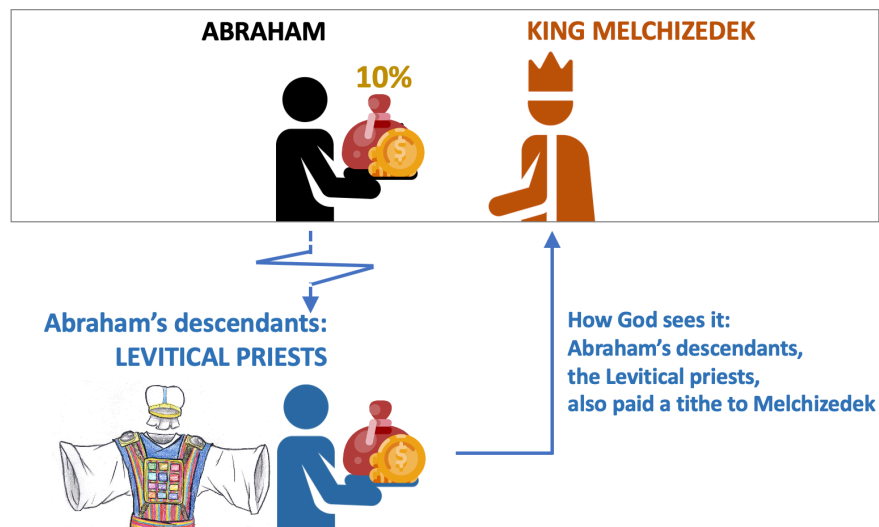 ABRAHAM
KING MELCHIZEDEK
10%
$
Abraham’s descendants:
LEVITICAL PRIESTS
How God sees it:
Abraham’s descendants,
the Levitical priests,
also paid a tithe to Melchizedek
$